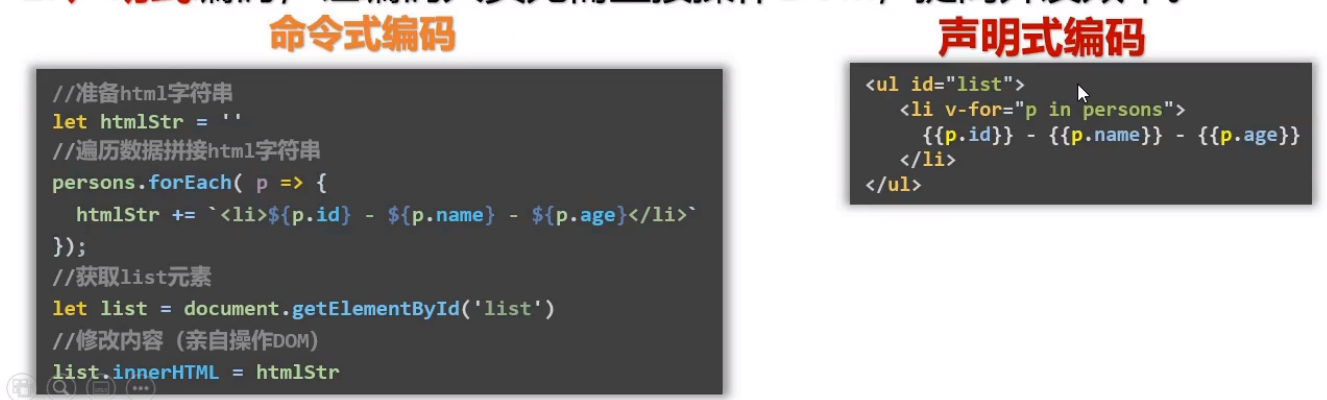 命令式编码
//准备html字符串
let htmlStr = ''
//遍历数据拼接html字符串
persons.forEach( p => {
htmlStr += `<li>${p.id} - ${p.name} - ${p.age}</li>`
});
//获取list元素
let list = document.getElementById('list')
//修改内容（亲自操作DOM）
list.innerHTML = htmlStr
声明式编码
<ul id="list">
<li v-for="p in persons">
{{p.id}} - {{p.name}} - {{p.age}}
</li>
</ul>